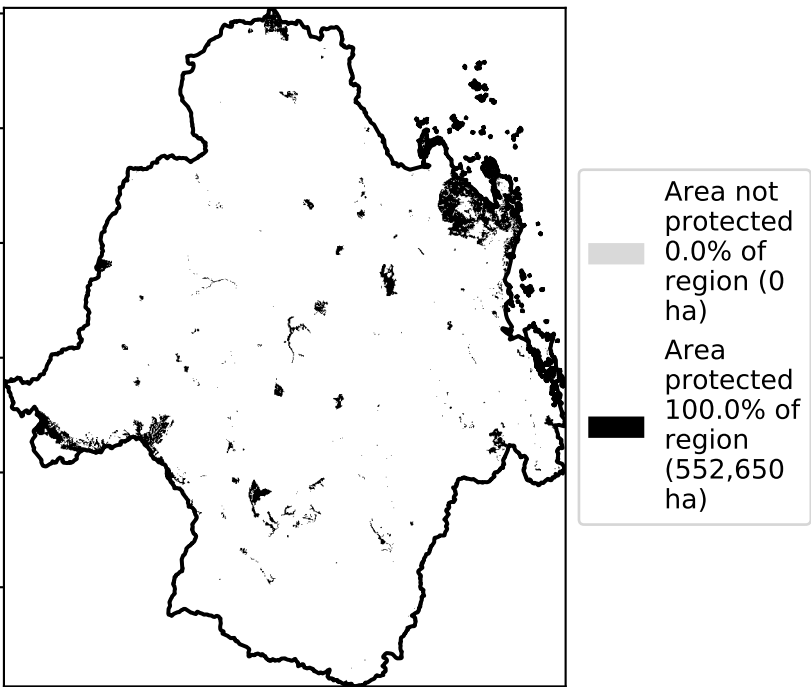 Area not
protected
0.0% of
region (0
ha)
Area
protected
100.0% of
region
(552,650
ha)